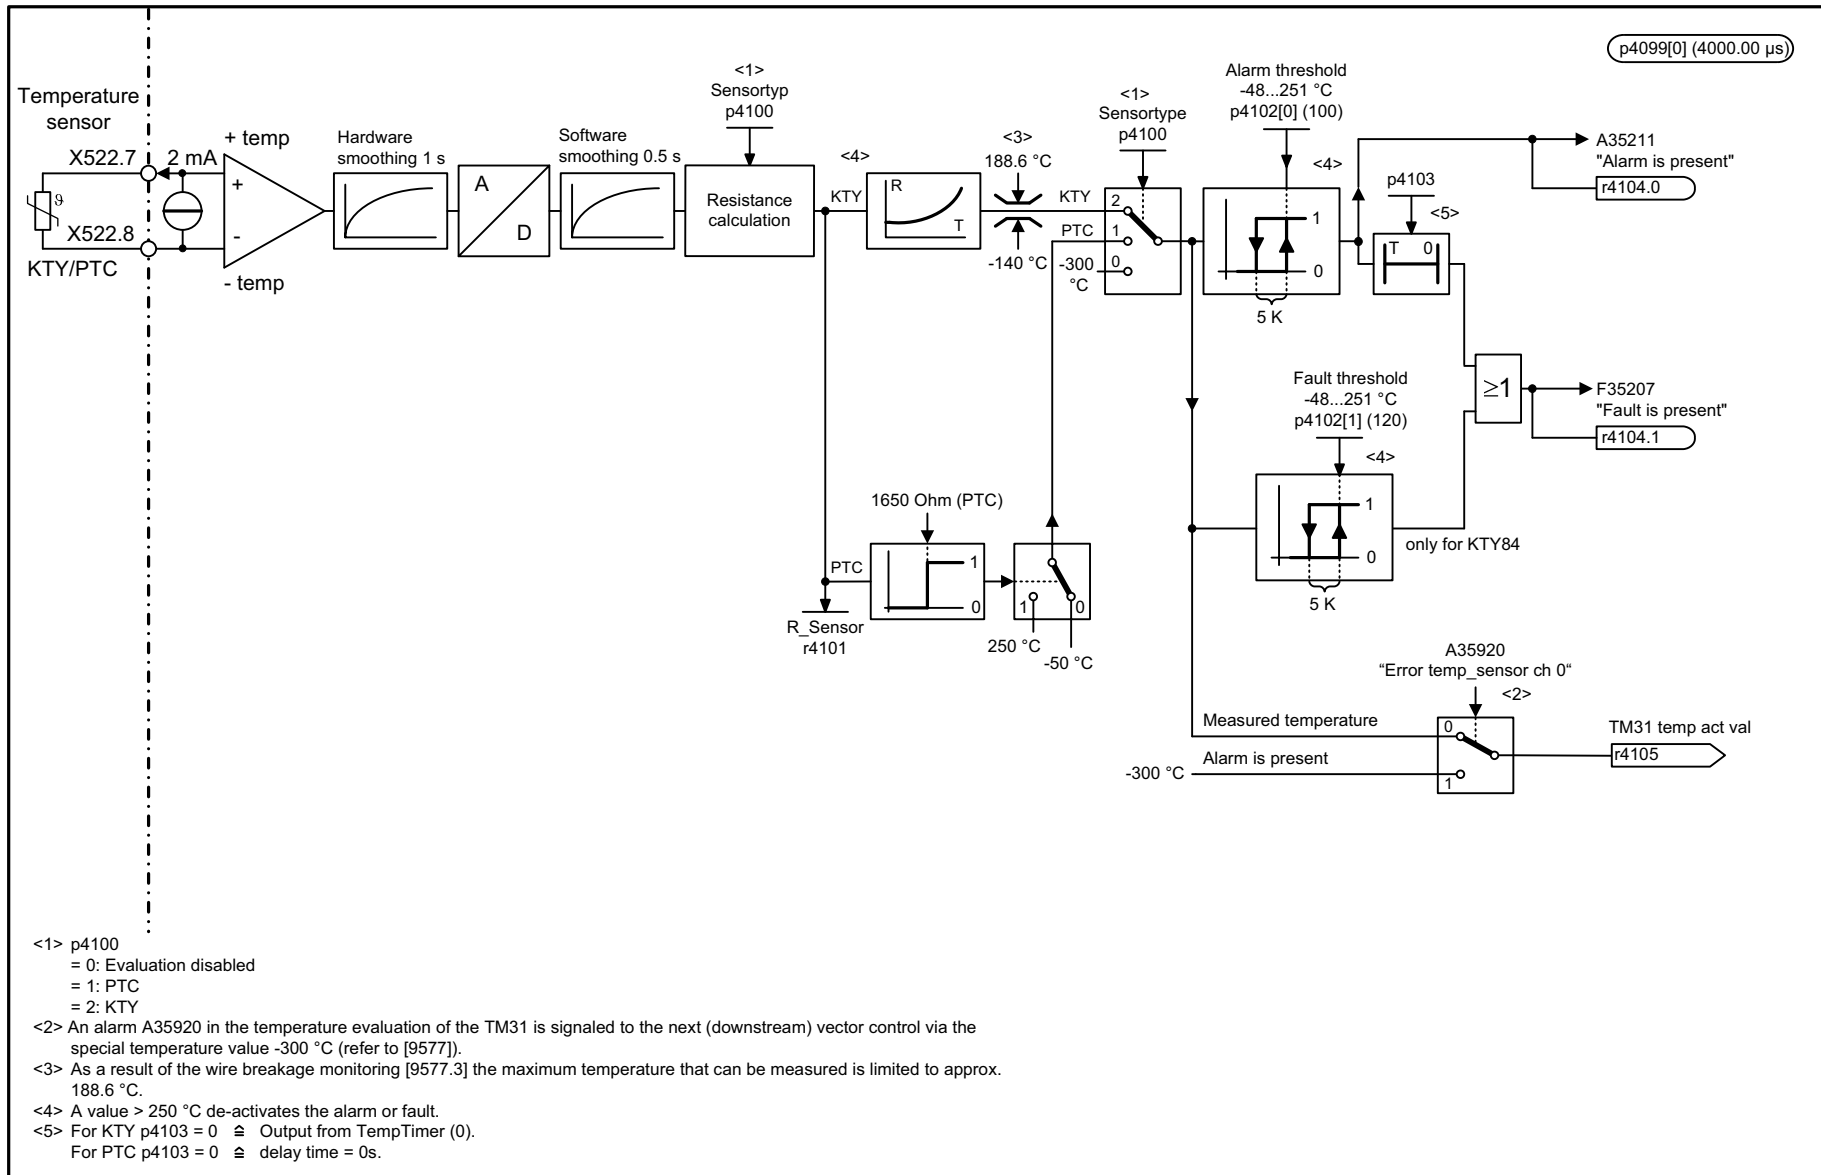 p4099[0] (4000.00 µs)
Temperature
sensor
X522.7
2 mA
ϑ
X522.8
KTY/PTC
+ temp
+
-
- temp
Hardware
smoothing 1 s
A
D
Software
smoothing 0.5 s
<1>
Sensortyp
p4100
Resistance
calculation
<4>
KTY
R
T
<3>
188.6 °C
-140 °C
KTY
PTC
-300
°C
<1>
Sensortype
p4100
2
1
0
Alarm threshold
-48...251 °C
p4102[0] (100)
<4>
1
0
5 K
p4103
<5>
T 0
A35211
"Alarm is present"
r4104.0
≥1
F35207
"Fault is present"
r4104.1
Fault threshold
-48...251 °C
p4102[1] (120)
<4>
1
0
5 K
only for KTY84
1650 Ohm (PTC)
PTC
1
0
R_Sensor
r4101
1 0
250 °C
-50 °C
A35920
“Error temp_sensor ch 0“
<2>
Measured temperature
0
-300 °C
Alarm is present
1
TM31 temp act val
r4105
<1> p4100
= 0: Evaluation disabled
= 1: PTC
= 2: KTY
<2> An alarm A35920 in the temperature evaluation of the TM31 is signaled to the next (downstream) vector control via the
special temperature value -300 °C (refer to [9577]).
<3> As a result of the wire breakage monitoring [9577.3] the maximum temperature that can be measured is limited to approx.
188.6 °C.
<4> A value > 250 °C de-activates the alarm or fault.
<5> For KTY p4103 = 0 ≙ Output from TempTimer (0).
For PTC p4103 = 0 ≙ delay time = 0s.